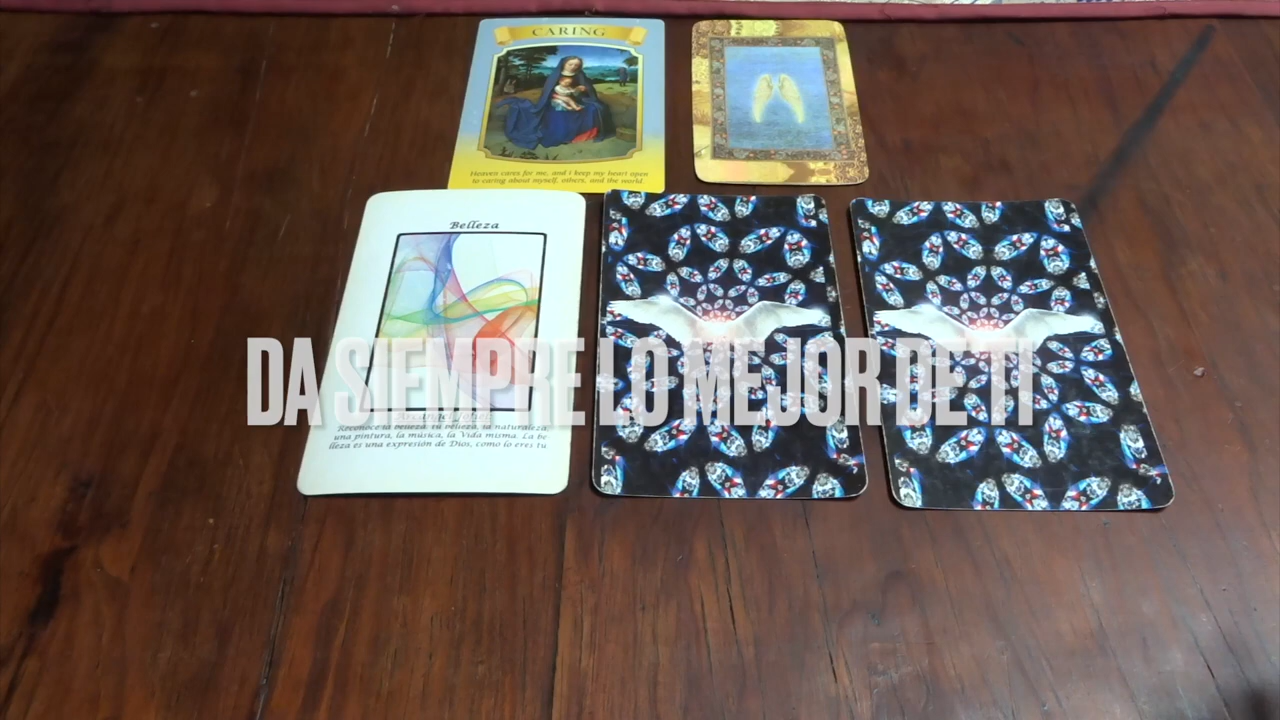 CARING
Heaven cares for me, and I keep my heart open
to caring about myself, others, and the world.
Belleza
DA SIEMPRE LO MEJOR DE TI
Arcángel Jofiel
Reconoce la belleza: tu belleza, la naturaleza,
una pintura, la música, la Vida misma. La be
lleza es una expresión de Dios, como lo eres tú